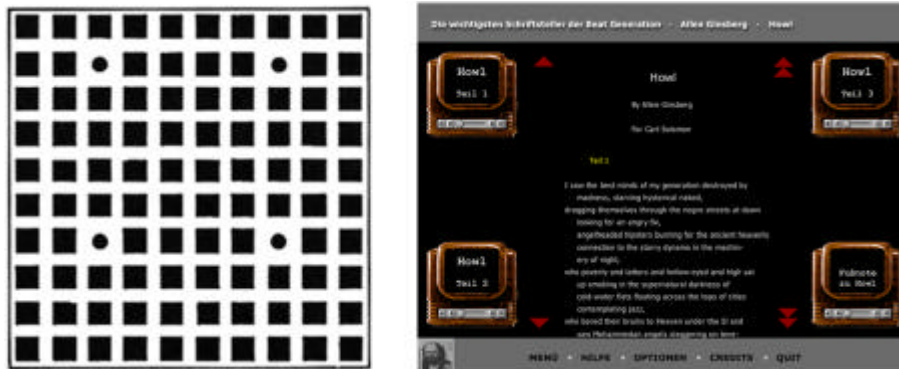 Die wichtigsten Schriftsteller der Beat Generation - Allen Ginsberg - Howl
Howl
Teil 1
Howl
Teil 3
Howl
By Allen Ginsberg
For Carl Solomon
Teil 1
I saw the best minds of my generation destroyed by
madness, starving hysterical naked,
dragging themselves through the negro streets at dawn
looking for an angry fix,
angelheaded hipsters burning for the ancient heavenly
connection to the starry dynamo in the machin-
ery of night,
who poverty and tatters and hollow-eyed and high sat
up smoking in the supernatural darkness of
cold-water flats floating across the tops of cities
contemplating jazz,
who bared their brains to Heaven under the El and
saw Mohammedan angels staggering on tene-
Howl
Teil 2
Fußnote
zu Howl
MENÜ • HILFE • OPTIONEN • CREDITS • QUIT